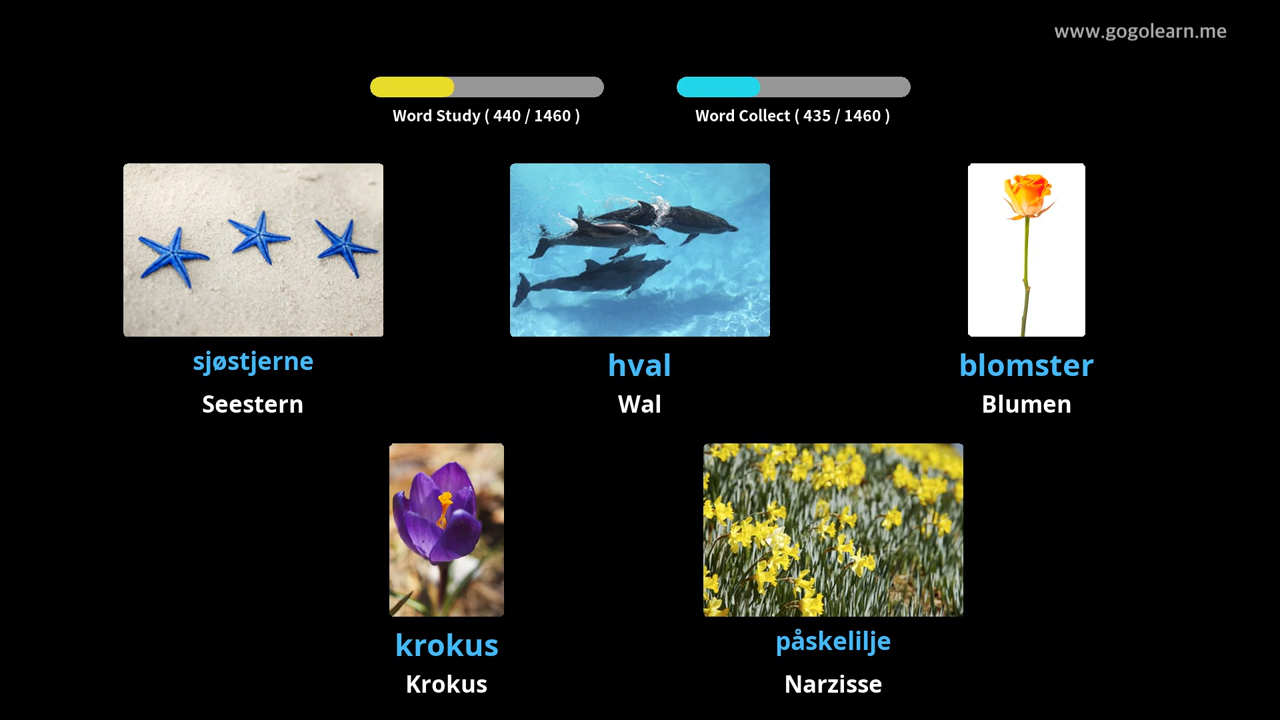 www.gogolearn.me
Word Study ( 440 / 1460 )
Word Collect ( 435 / 1460 )
sjøstjerne
Seestern
hval
Wal
blomster
Blumen
krokus
Krokus
påskelilje
Narzisse